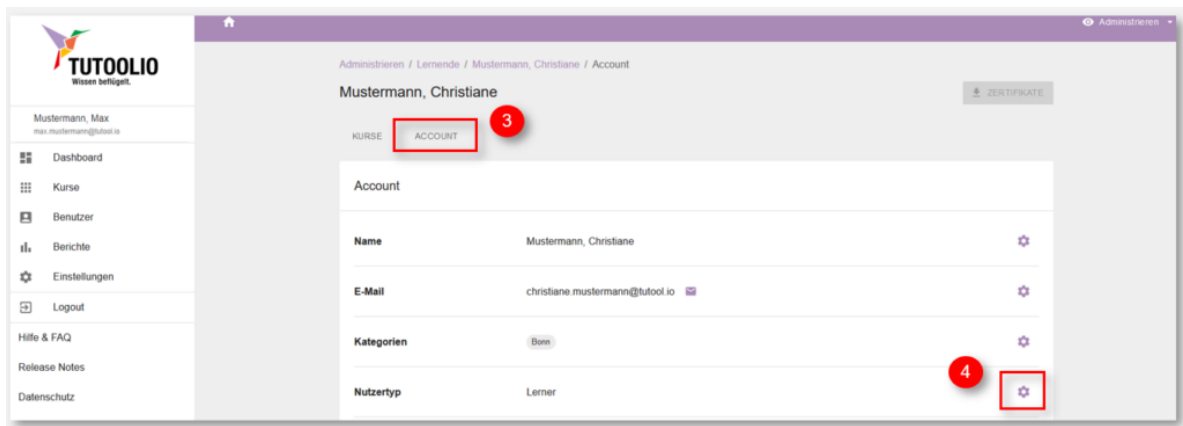 TUTOOLIO
Wissen beflügelt.
Mustermann, Max
max.mustermann@tutool.io
Dashboard
Kurse
Benutzer
Berichte
Einstellungen
Logout
Hilfe & FAQ
Release Notes
Datenschutz
Administrieren
Administrieren / Lernende / Mustermann, Christiane / Account
Mustermann, Christiane
ZERTIFIKATE
KURSE ACCOUNT 3
Account
Name Mustermann, Christiane
E-Mail christiane.mustermann@tutool.io
Kategorien Bonn
Nutzertyp Lerner 4